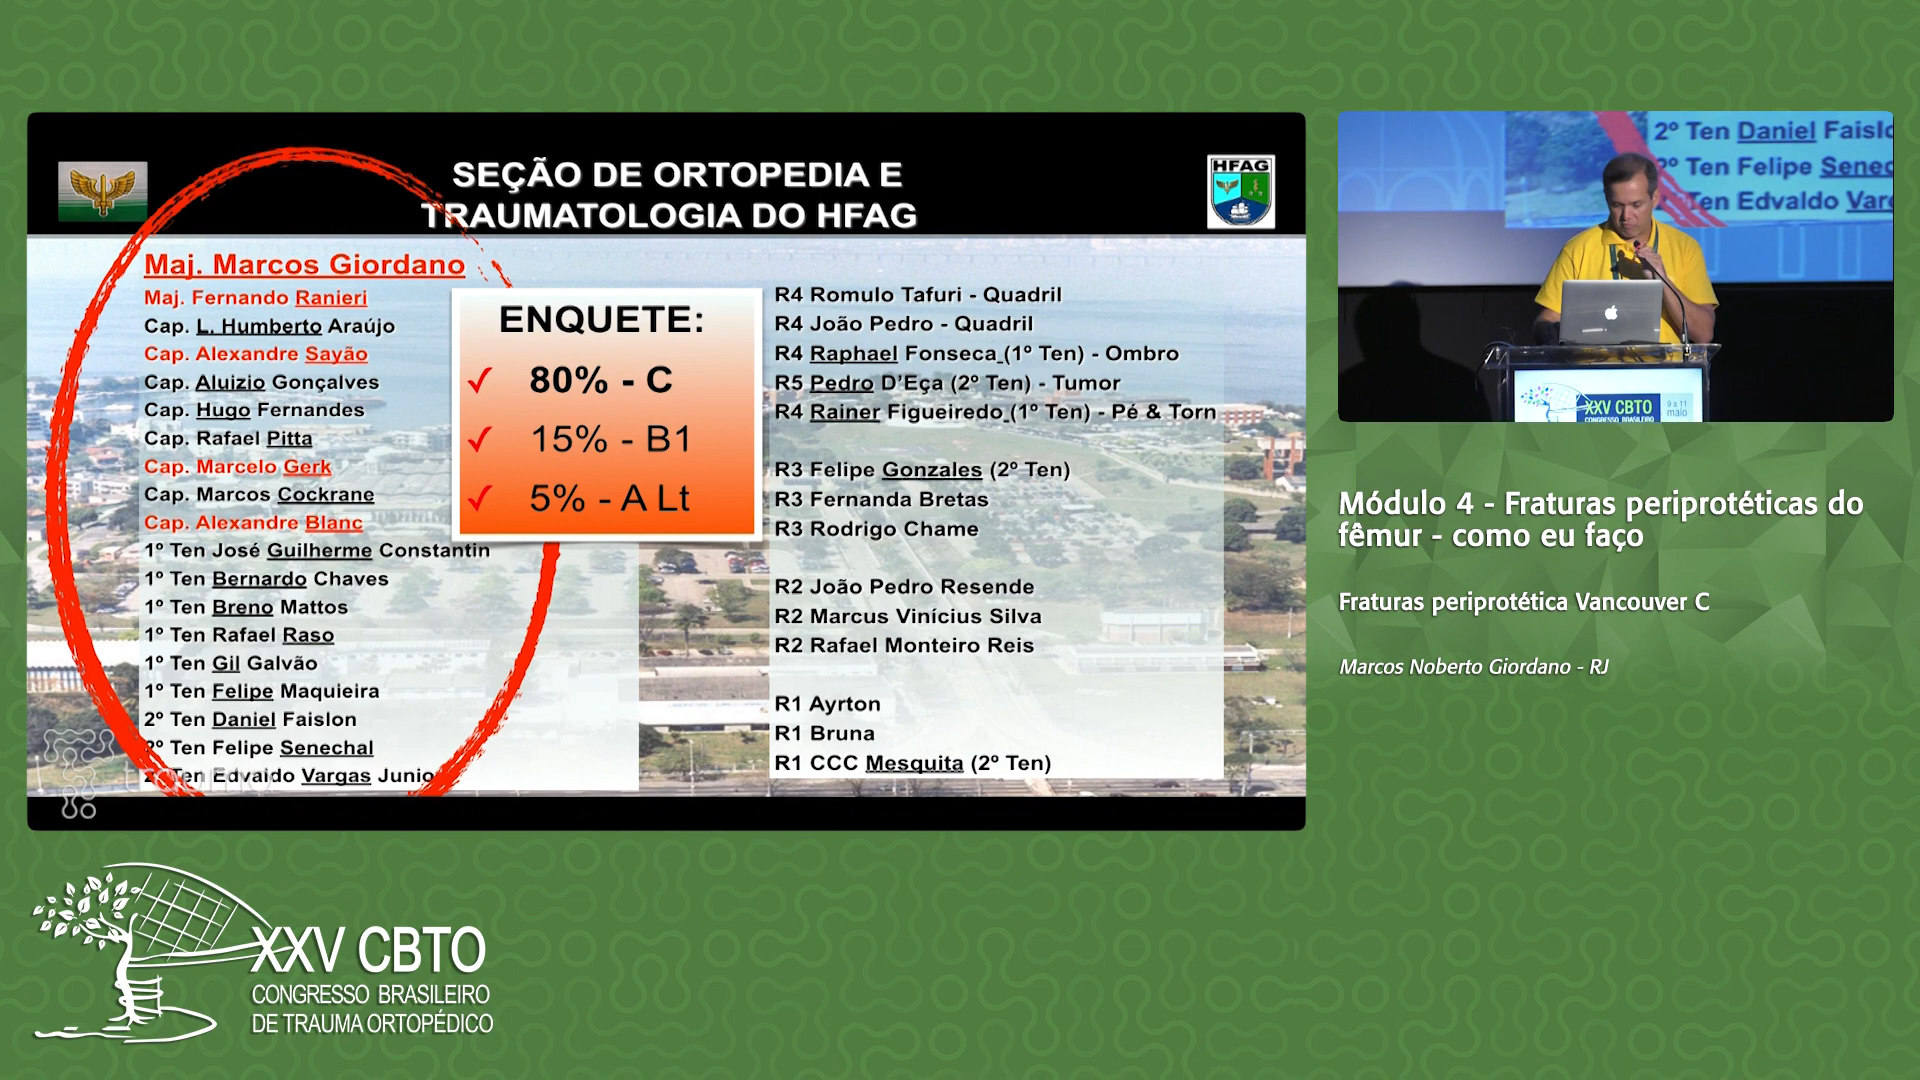 SEÇÃO DE ORTOPEDIA E
TRAUMATOLOGIA DO HFAG
HFAG
Maj. Marcos Giordano
Maj. Fernando Ranieri
Cap. L. Humberto Araújo
Cap. Alexandre Sayão
Cap. Aluizio Gonçalves
Cap. Hugo Fernandes
Cap. Rafael Pitta
Cap. Marcelo Gerk
Cap. Marcos Cockrane
Cap. Alexandre Blanc
1º Ten José Guilherme Constantin
1º Ten Bernardo Chaves
1º Ten Breno Mattos
1º Ten Rafael Raso
1º Ten Gil Galvão
1º Ten Felipe Maquieira
2º Ten Daniel Faislon
2º Ten Felipe Senechal
2º Ten Edvaldo Vargas Junio
ENQUETE:
✓ 80% - C
✓ 15% - B1
✓ 5% - A Lt
R4 Romulo Tafuri - Quadril
R4 João Pedro - Quadril
R4 Raphael Fonseca (1º Ten) - Ombro
R5 Pedro D'Eça (2º Ten) - Tumor
R4 Rainer Figueiredo (1º Ten) - Pé & Torn
R3 Felipe Gonzales (2º Ten)
R3 Fernanda Bretas
R3 Rodrigo Chame
R2 João Pedro Resende
R2 Marcus Vinícius Silva
R2 Rafael Monteiro Reis
R1 Ayrton
R1 Bruna
R1 CCC Mesquita (2º Ten)
2º Ten Daniel Faislo
2º Ten Felipe Senec
Ten Edvaldo Varg
XXV CBTO
CONGRESSO BRASILEIRO
9 a 11
maio
Módulo 4 - Fraturas periprotéticas do
fêmur - como eu faço
Fraturas periprotética Vancouver C
Marcos Noberto Giordano - RJ
XXV CBTO
CONGRESSO BRASILEIRO
DE TRAUMA ORTOPÉDICO